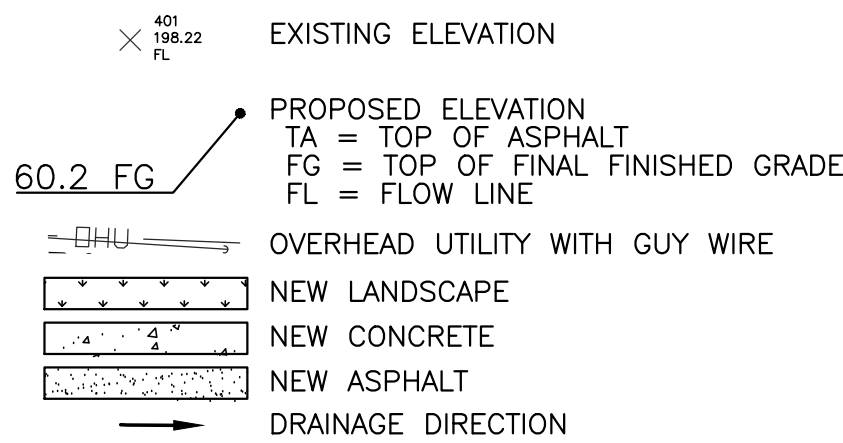 401
198.22
FL
EXISTING ELEVATION
PROPOSED ELEVATION
TA = TOP OF ASPHALT
FG = TOP OF FINAL FINISHED GRADE
FL = FLOW LINE
60.2 FG
OHU
OVERHEAD UTILITY WITH GUY WIRE
NEW LANDSCAPE
NEW CONCRETE
NEW ASPHALT
DRAINAGE DIRECTION